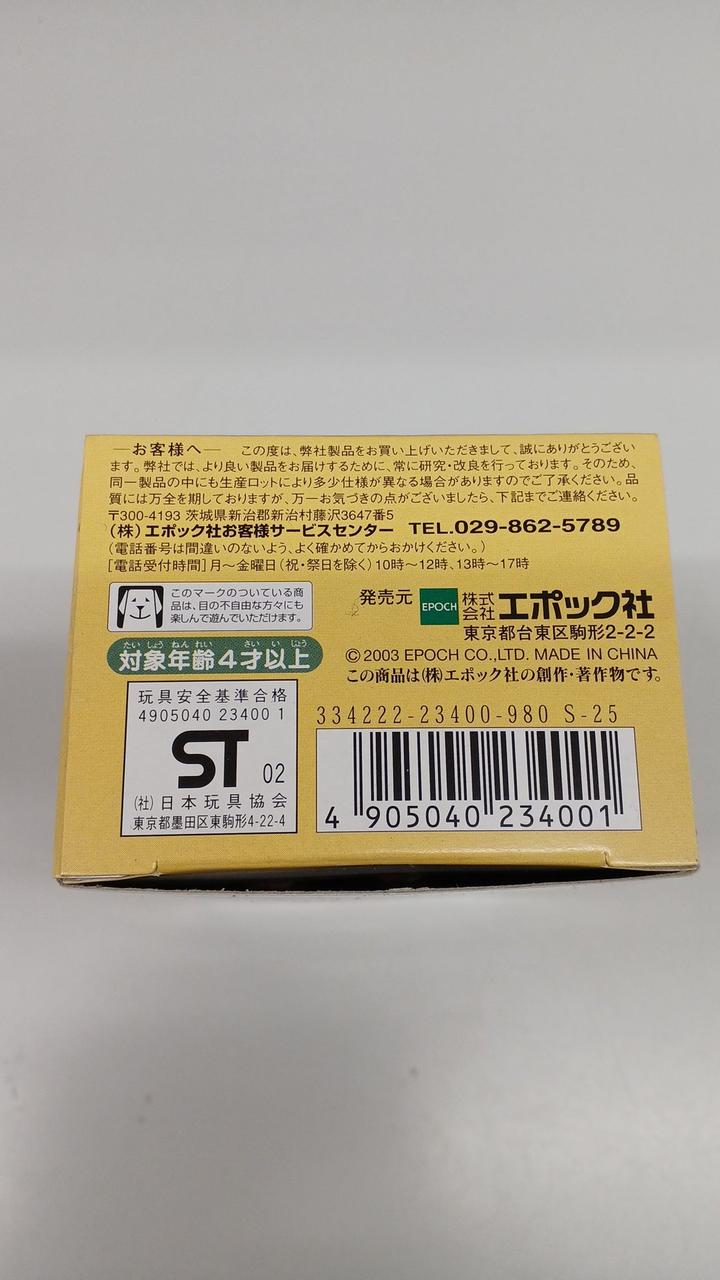 ―お客様へ― この度は、弊社製品をお買い上げいただきまして、誠にありがとうござい
ます。弊社では、より良い製品をお届けするために、常に研究・改良を行っております。そのため、
同一製品の中にも生産ロットにより多少仕様が異なる場合がありますのでご了承ください。品
質には万全を期しておりますが、万一お気づきの点がございましたら、下記までご連絡ください。
〒300-4193 茨城県新治郡新治村藤沢3647番5
(株)エポック社お客様サービスセンター TEL.029-862-5789
(電話番号は間違いのないよう、よく確かめてからおかけください。)
[電話受付時間]月〜金曜日(祝・祭日を除く)10時〜12時、13時〜17時
このマークのついている商
品は、目の不自由な方々にも
楽しんで遊んでいただけます。
発売元 EPOCH 株式会社 エポック社
東京都台東区駒形2-2-2
たい しょう ねん れい さい い じょう
対象年齢4才以上
©2003 EPOCH CO.,LTD. MADE IN CHINA
この商品は(株)エポック社の創作・著作物です。
玩具安全基準合格
4905040 23400 1
ST 02
(社)日本玩具協会
東京都墨田区東駒形4-22-4
334222-23400-980 S-25
4 905040 234001